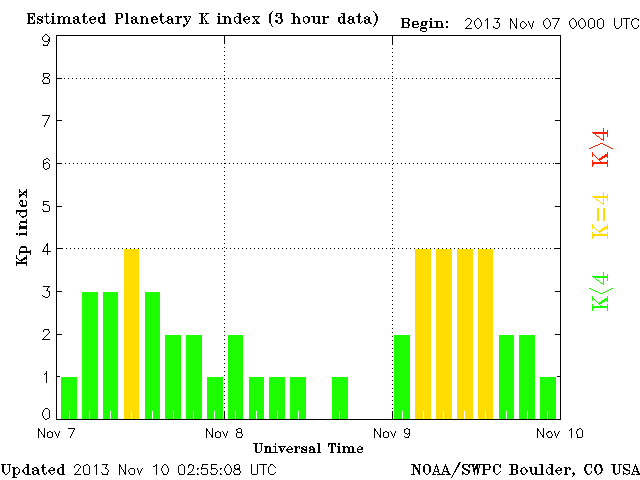 Estimated Planetary K index (3 hour data)
Begin: 2013 Nov 07 0000 UTC
9
8
7
6
5
4
3
2
1
0
Kp index
K>4
K=4
K<4
Nov 7
Nov 8
Nov 9
Nov 10
Universal Time
Updated 2013 Nov 10 02:55:08 UTC
NOAA/SWPC Boulder, CO USA